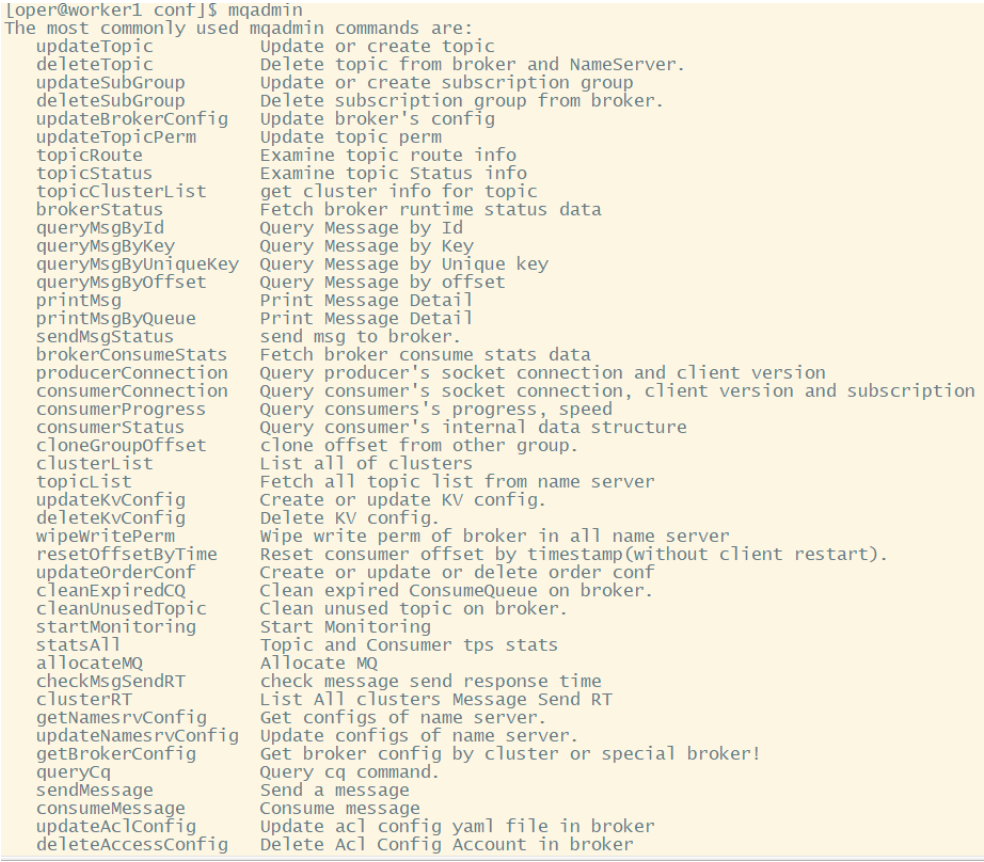 [oper@worker1 conf]$ mqadmin
The most commonly used mqadmin commands are:
   updateTopic          Update or create topic
   deleteTopic          Delete topic from broker and NameServer.
   updateSubGroup       Update or create subscription group
   deleteSubGroup       Delete subscription group from broker.
   updateBrokerConfig   Update broker's config
   updateTopicPerm      Update topic perm
   topicRoute           Examine topic route info
   topicStatus          Examine topic Status info
   topicClusterList     get cluster info for topic
   brokerStatus         Fetch broker runtime status data
   queryMsgById         Query Message by Id
   queryMsgByKey        Query Message by Key
   queryMsgByUniqueKey  Query Message by Unique key
   queryMsgByOffset     Query Message by offset
   printMsg             Print Message Detail
   printMsgByQueue      Print Message Detail
   sendMsgStatus        send msg to broker.
   brokerConsumeStats   Fetch broker consume stats data
   producerConnection   Query producer's socket connection and client version
   consumerConnection   Query consumer's socket connection, client version and subscription
   consumerProgress     Query consumers's progress, speed
   consumerStatus       Query consumer's internal data structure
   cloneGroupOffset     clone offset from other group.
   clusterList          List all of clusters
   topicList            Fetch all topic list from name server
   updateKvConfig       Create or update KV config.
   deleteKvConfig       Delete KV config.
   wipeWritePerm        Wipe write perm of broker in all name server
   resetOffsetByTime    Reset consumer offset by timestamp(without client restart).
   updateOrderConf      Create or update or delete order conf
   cleanExpiredCQ       Clean expired ConsumeQueue on broker.
   cleanUnusedTopic     Clean unused topic on broker.
   startMonitoring      Start Monitoring
   statsAll             Topic and Consumer tps stats
   allocateMQ           Allocate MQ
   checkMsgSendRT       check message send response time
   clusterRT            List All clusters Message Send RT
   getNamesrvConfig     Get configs of name server.
   updateNamesrvConfig  Update configs of name server.
   getBrokerConfig      Get broker config by cluster or special broker!
   queryCq              Query cq command.
   sendMessage          Send a message
   consumeMessage       Consume message
   updateAclConfig      Update acl config yaml file in broker
   deleteAccessConfig   Delete Acl Config Account in broker